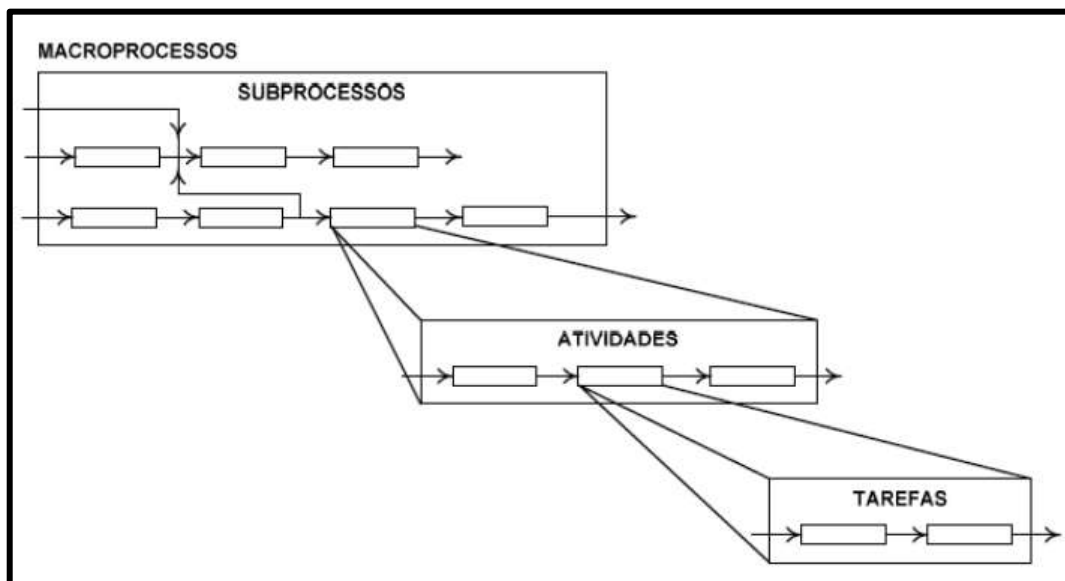 MACROPROCESSOS
SUBPROCESSOS
ATIVIDADES
TAREFAS